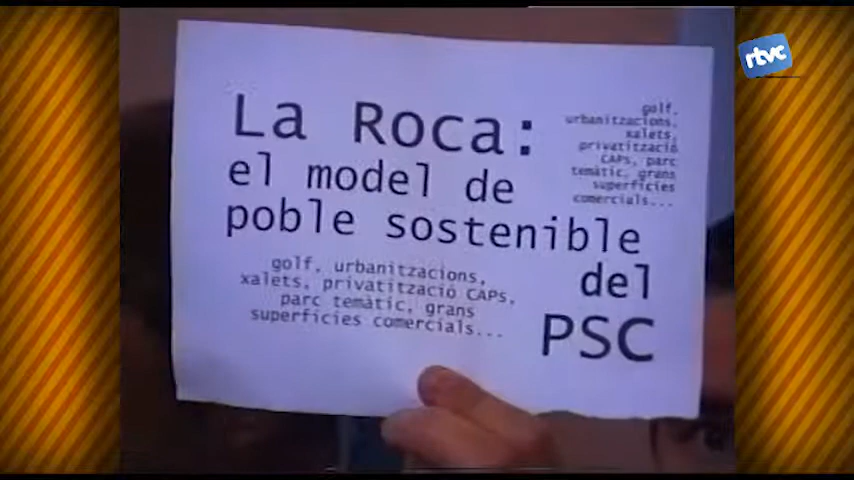 rtvc
La Roca:
el model de
poble sostenible
del
PSC
golf,
urbanitzacions,
xalets,
privatització
CAPs, parc
temàtic, grans
superfícies
comercials...
golf, urbanitzacions,
xalets, privatització CAPs,
parc temàtic, grans
superfícies comercials...